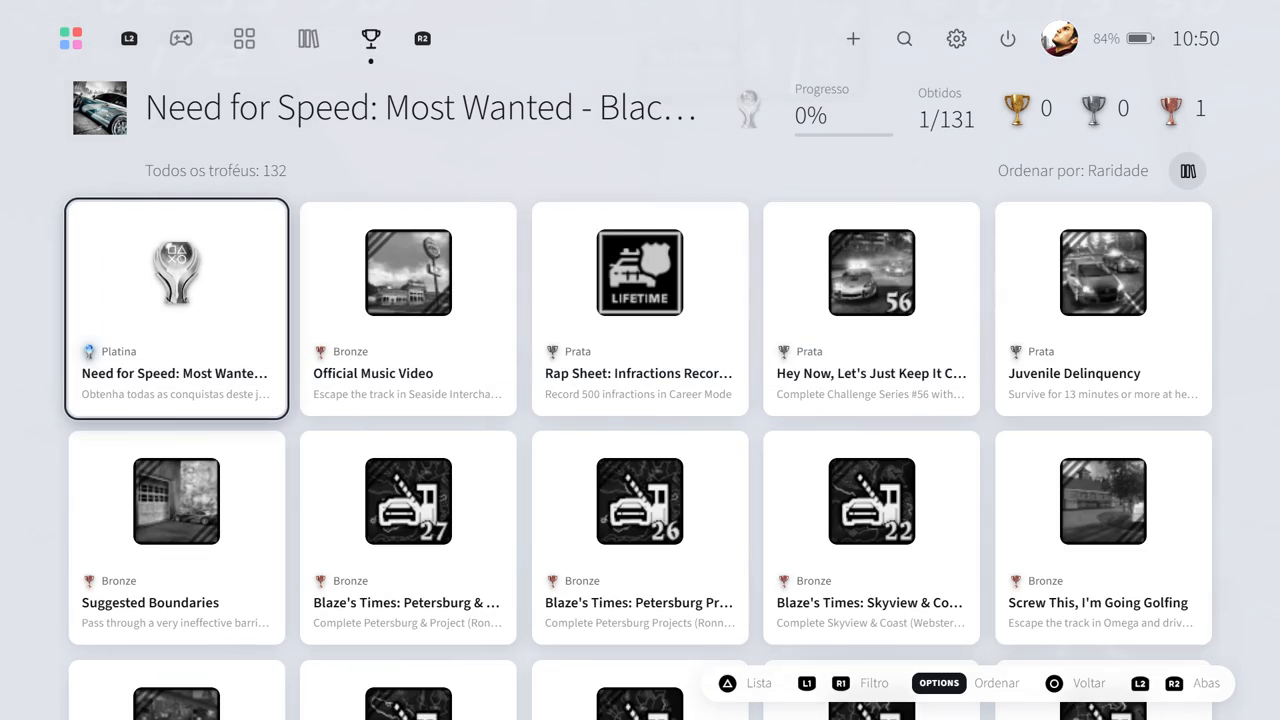 L2
R2
84%
10:50
Need for Speed: Most Wanted - Blac…
Progresso
0%
Obtidos
1/131
0
0
1
Todos os troféus: 132
Ordenar por: Raridade
Platina
Need for Speed: Most Wante…
Obtenha todas as conquistas deste j…
Bronze
Official Music Video
Escape the track in Seaside Intercha…
LIFETIME
Prata
Rap Sheet: Infractions Recor…
Record 500 infractions in Career Mode
56
Prata
Hey Now, Let's Just Keep It C…
Complete Challenge Series #56 with…
Prata
Juvenile Delinquency
Survive for 13 minutes or more at he…
Bronze
Suggested Boundaries
Pass through a very ineffective barri…
27
Bronze
Blaze's Times: Petersburg & …
Complete Petersburg & Project (Ron…
26
Bronze
Blaze's Times: Petersburg Pr…
Complete Petersburg Projects (Ronn…
22
Bronze
Blaze's Times: Skyview & Co…
Complete Skyview & Coast (Webster…
Bronze
Screw This, I'm Going Golfing
Escape the track in Omega and driv…
Lista
L1 R1 Filtro
OPTIONS Ordenar
Voltar
L2 R2 Abas